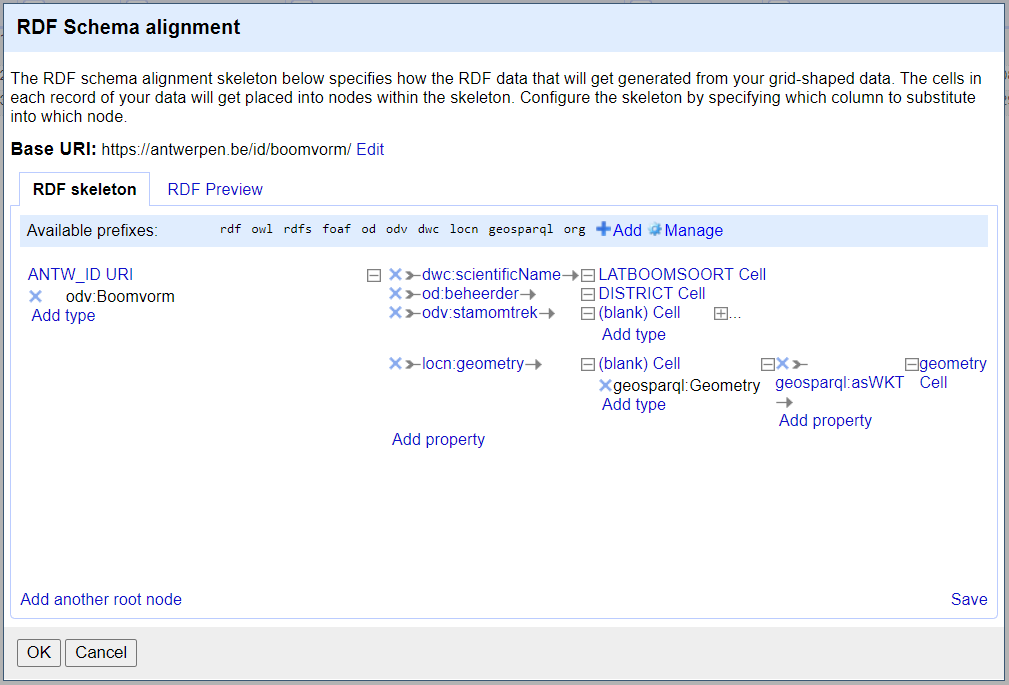 RDF Schema alignment
The RDF schema alignment skeleton below specifies how the RDF data that will get generated from your grid-shaped data. The cells in
each record of your data will get placed into nodes within the skeleton. Configure the skeleton by specifying which column to substitute
into which node.
Base URI: https://antwerpen.be/id/boomvorm/ Edit
RDF skeleton RDF Preview
Available prefixes: rdf owl rdfs foaf od odv dwc locn geosparql org Add Manage
ANTW_ID URI dwc:scientificName LATBOOMSOORT Cell
odv:Boomvorm od:beheerder DISTRICT Cell
Add type odv:stamomtrek (blank) Cell ...
Add type
locn:geometry (blank) Cell geometry
geosparql:Geometry geosparql:asWKT Cell
Add type
Add property
Add property
Add another root node Save
OK Cancel